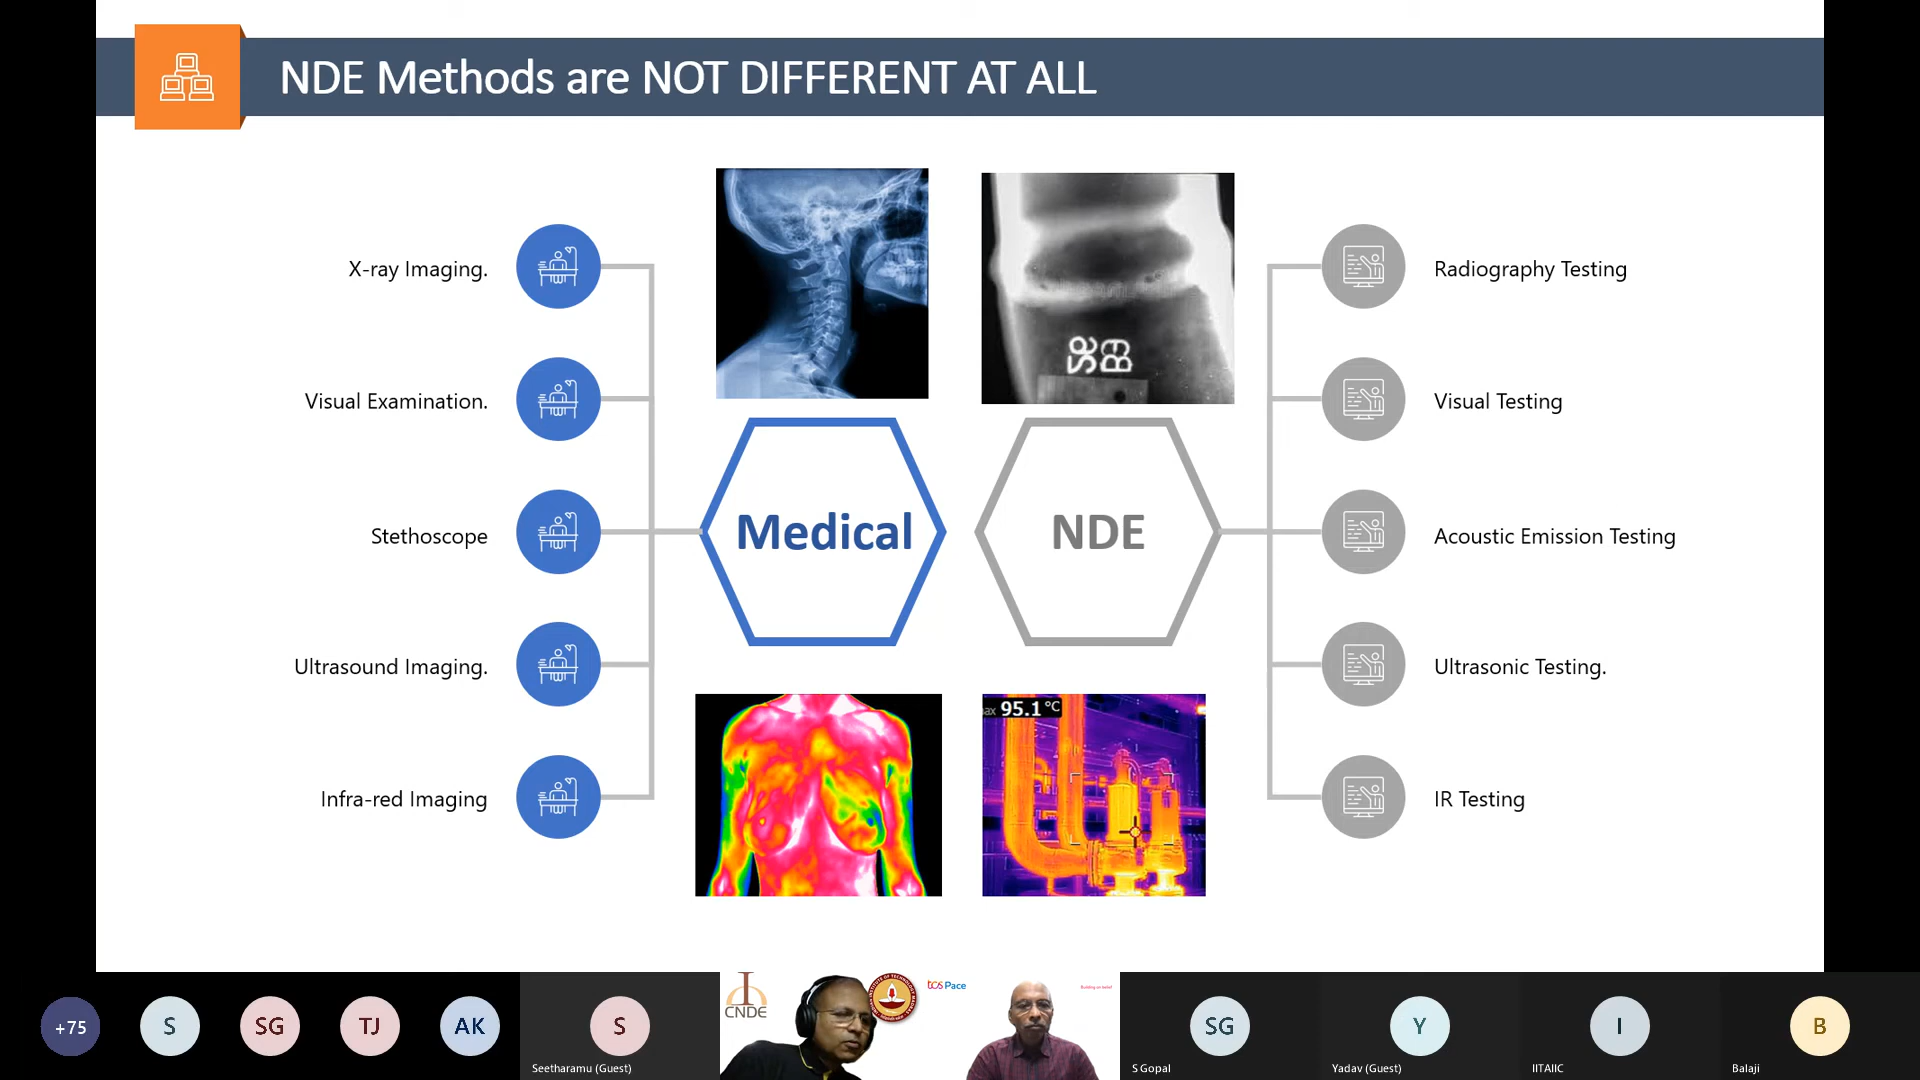 NDE Methods are NOT DIFFERENT AT ALL
X-ray Imaging.
Visual Examination.
Stethoscope
Ultrasound Imaging.
Infra-red Imaging
Medical
NDE
95.1 °C
Radiography Testing
Visual Testing
Acoustic Emission Testing
Ultrasonic Testing.
IR Testing
+75
S
SG
TJ
AK
S
Seetharamu (Guest)
CNDE
tcs Pace
SG
S Gopal
Y
Yadav (Guest)
I
IITAIIC
B
Balaji